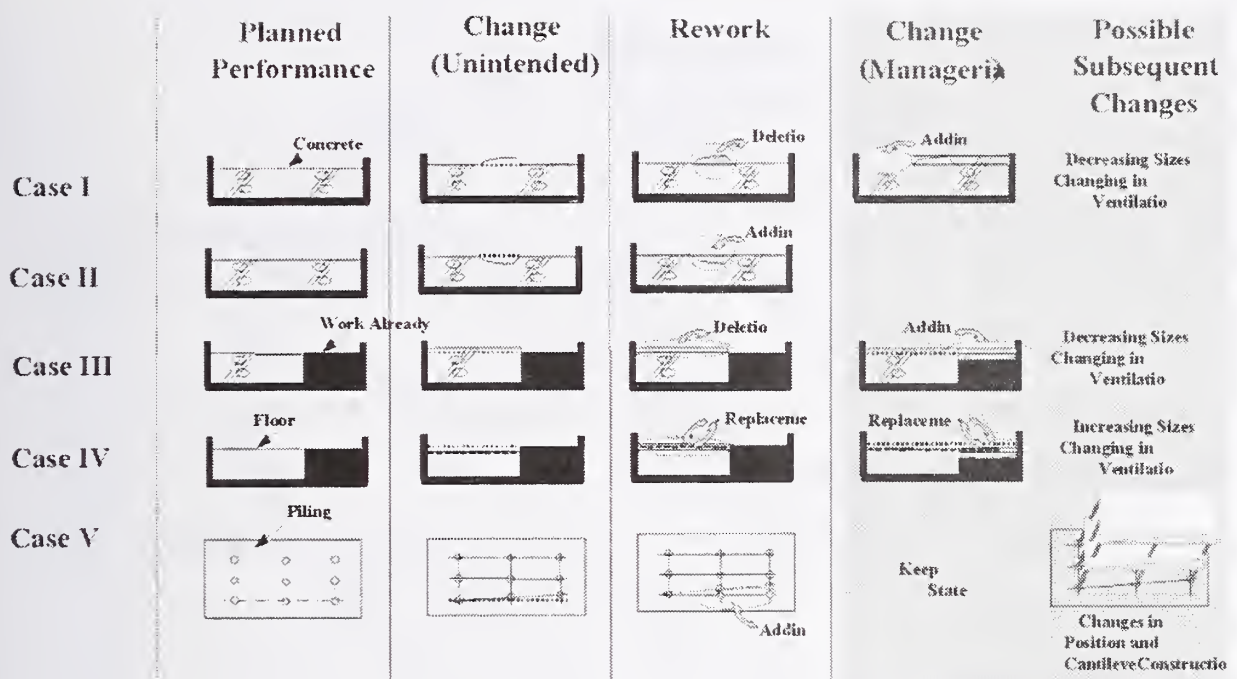 Planned
Performance
Change
(Unintended)
Rework
Change
(Manageria
Possible
Subsequent
Changes
Case I
Concrete
Deletio
Addin
Decreasing Sizes
Changing in
Ventilatio
Case II
Addin
Case III
Work Already
Deletio
Addin
Decreasing Sizes
Changing in
Ventilatio
Case IV
Floor
Replaceme
Replaceme
Increasing Sizes
Changing in
Ventilatio
Case V
Piling
Addin
Keep
State
Changes in
Position and
CantileveConstructio